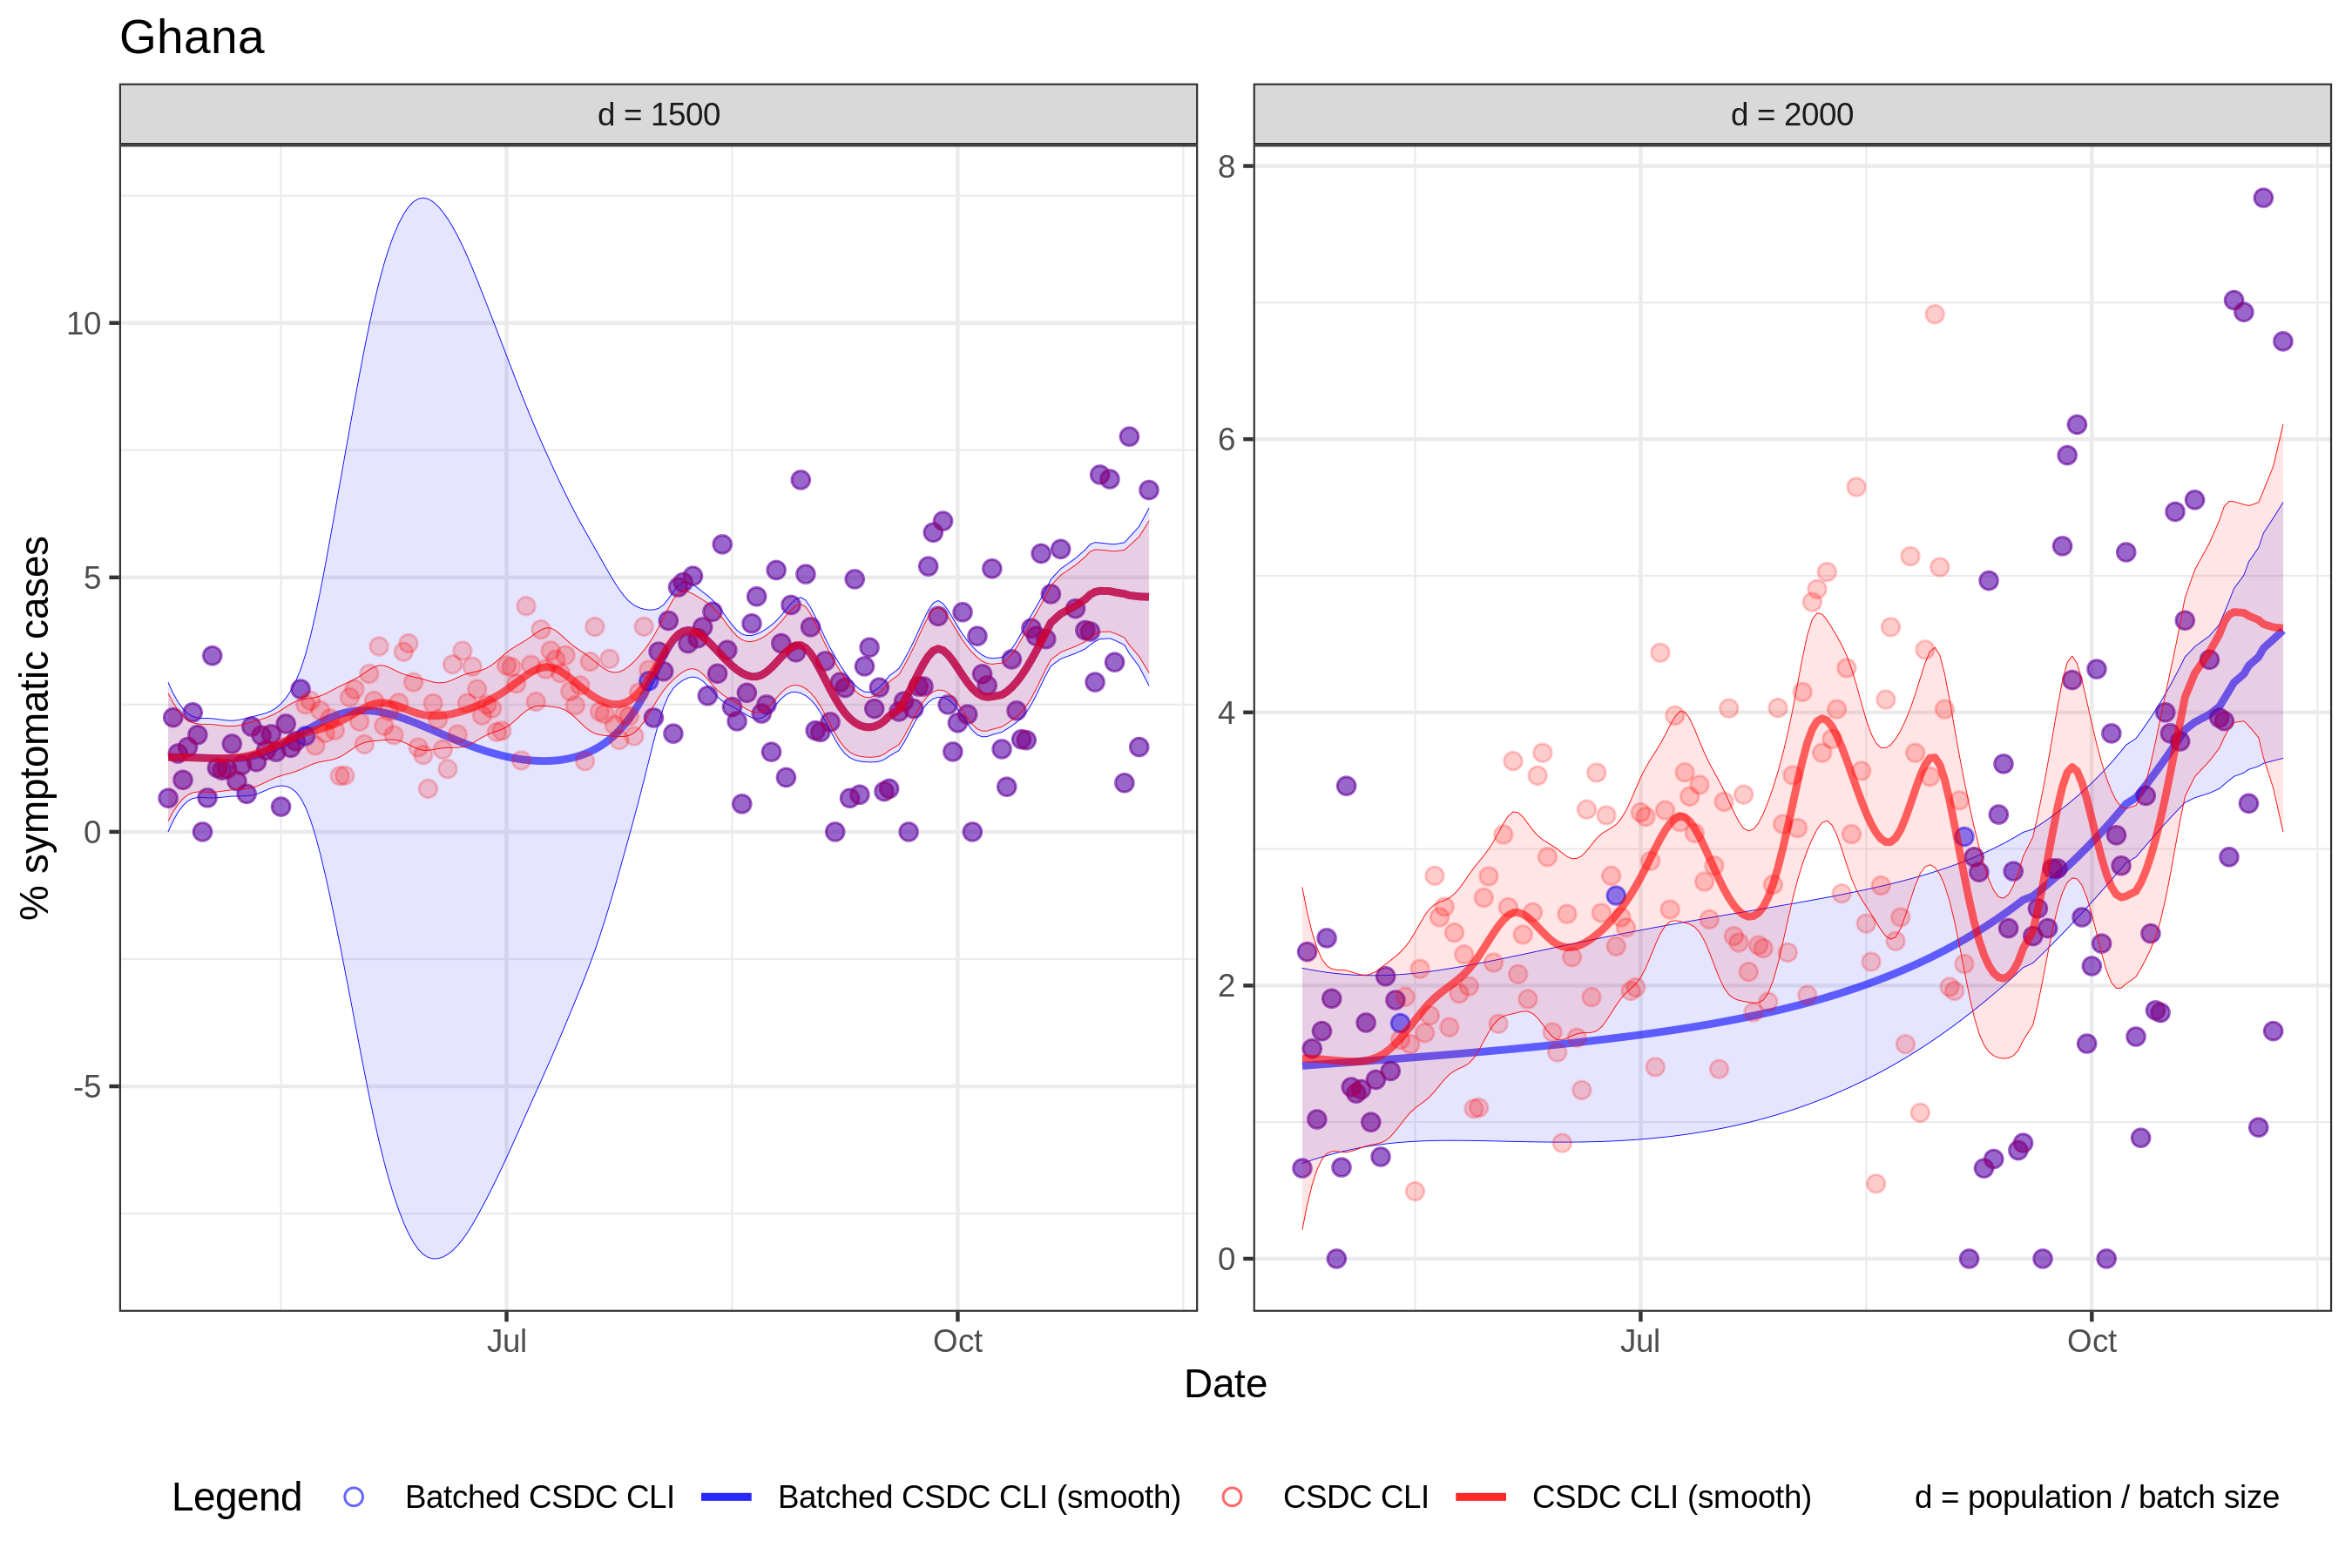 Ghana
d = 1500
d = 2000
% symptomatic cases
10
5
0
-5
8
6
4
2
0
Jul
Oct
Jul
Oct
Date
Legend
Batched CSDC CLI
Batched CSDC CLI (smooth)
CSDC CLI
CSDC CLI (smooth)
d = population / batch size